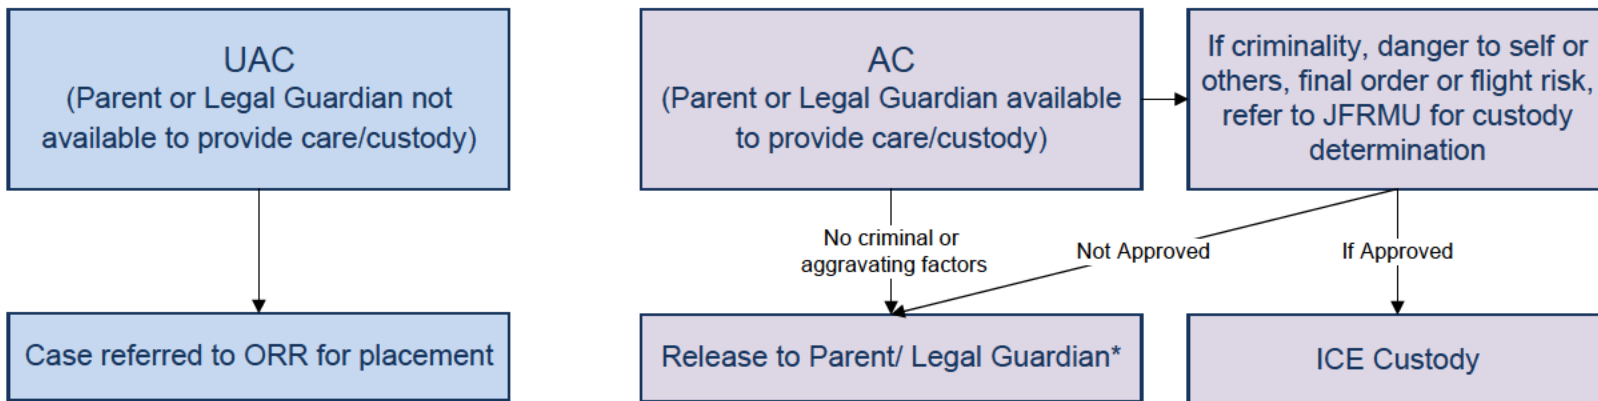 UAC
(Parent or Legal Guardian not
available to provide care/custody)
AC
(Parent or Legal Guardian available
to provide care/custody)
If criminality, danger to self or
others, final order or flight risk,
refer to JFRMU for custody
determination
No criminal or
aggravating factors
Not Approved
If Approved
Case referred to ORR for placement
Release to Parent/ Legal Guardian*
ICE Custody